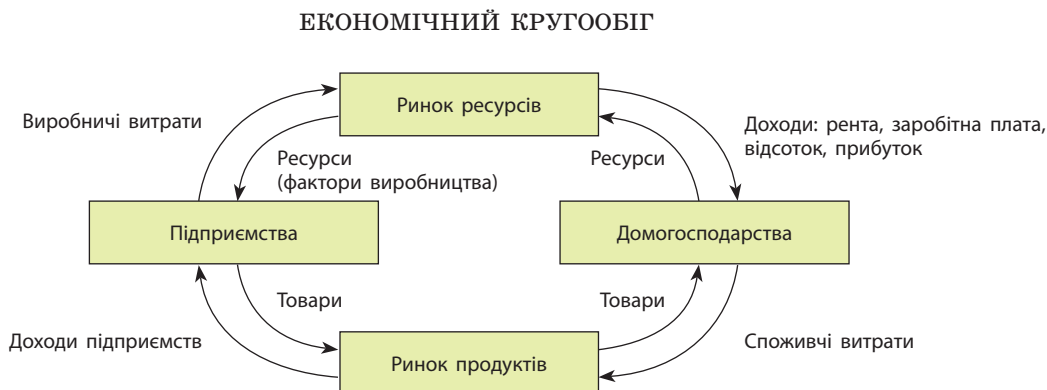 ЕКОНОМІЧНИЙ КРУГООБІГ
Ринок ресурсів
Виробничі витрати
Доходи: рента, заробітна плата,
відсоток, прибуток
Ресурси
(фактори виробництва)
Ресурси
Підприємства
Домогосподарства
Товари
Товари
Доходи підприємств
Споживчі витрати
Ринок продуктів